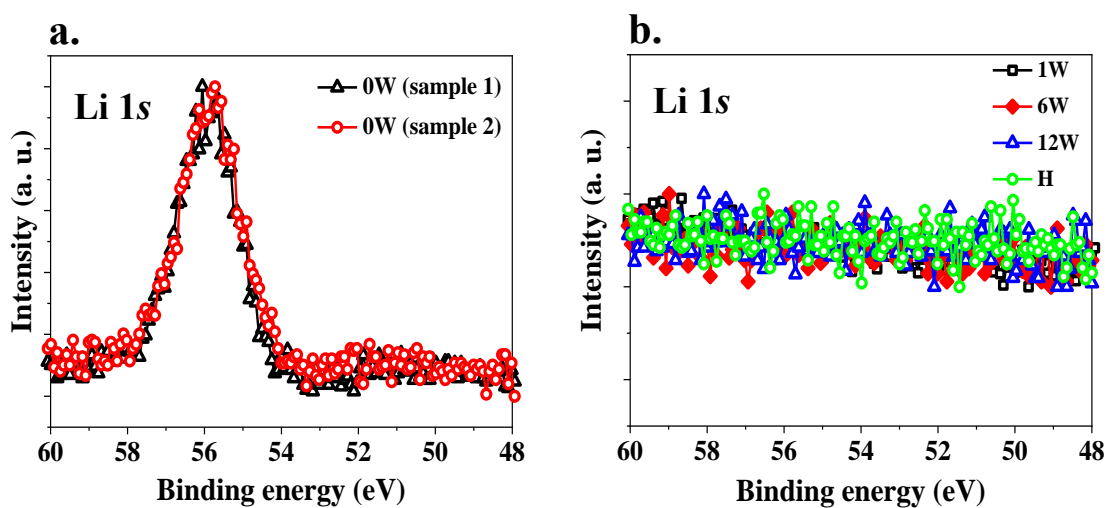 a.
Li 1s
0W (sample 1)
0W (sample 2)
Intensity (a. u.)
60 58 56 54 52 50 48
Binding energy (eV)
b.
Li 1s
1W
6W
12W
H
Intensity (a. u.)
60 58 56 54 52 50 48
Binding energy (eV)